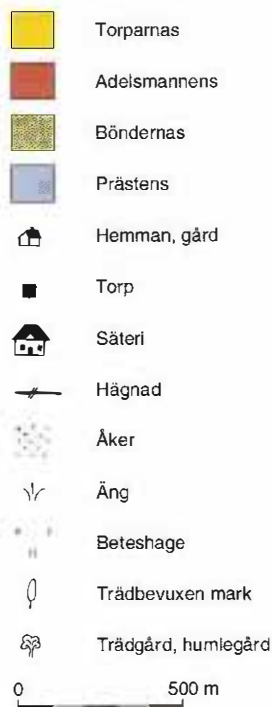 Torparnas
Adelsmannens
Böndernas
Prästens
Hemman, gård
Torp
Säteri
Hägnad
Åker
Äng
Beteshage
Trädbevuxen mark
Trädgård, humlegård
0 500 m